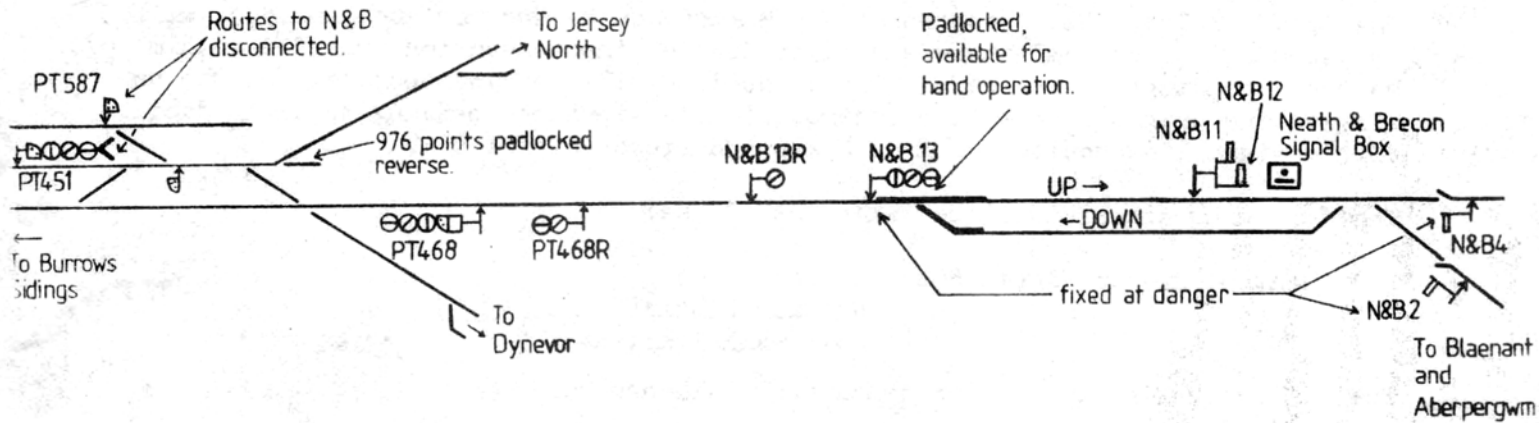 Routes to N&B
disconnected.
To Jersey
North
PT587
976 points padlocked
reverse.
PT451
To Burrows
Sidings
PT468
PT468R
To
Dynevor
Padlocked,
available for
hand operation.
N&B 13R
N&B 13
N&B12
N&B11
Neath & Brecon
Signal Box
UP →
←DOWN
N&B4
fixed at danger
N&B2
To Blaenant
and
Aberpergwm